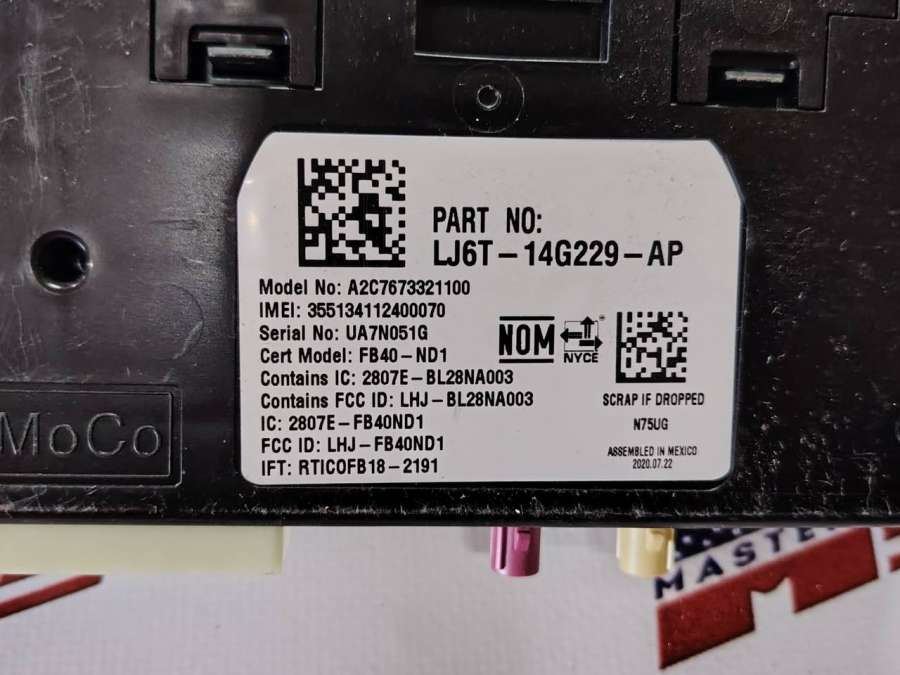 PART NO:
LJ6T-14G229-AP
Model No: A2C7673321100
IMEI: 355134112400070
Serial No: UA7N051G
Cert Model: FB40-ND1
Contains IC: 2807E-BL28NA003
Contains FCC ID: LHJ-BL28NA003
IC: 2807E-FB40ND1
FCC ID: LHJ-FB40ND1
IFT: RTICOFB18-2191
NOM
NYCE
SCRAP IF DROPPED
N75UG
ASSEMBLED IN MEXICO
2020.07.22
MoCo
MASTE